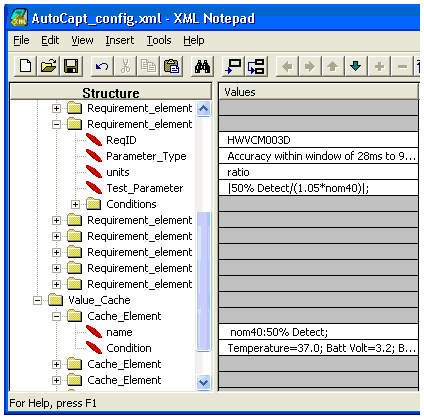 AutoCapt_config.xml - XML Notepad
File Edit View Insert Tools Help
Structure Values
Requirement_element
Requirement_element
ReqID HWVCM003D
Parameter_Type Accuracy within window of 28ms to 9...
units ratio
Test_Parameter |50% Detect/(1.05*nom40)|;
Conditions
Requirement_element
Requirement_element
Requirement_element
Requirement_element
Requirement_element
Value_Cache
Cache_Element
name nom40:50% Detect;
Condition Temperature=37.0; Batt Volt=3.2; B...
Cache_Element
Cache_Element
For Help, press F1